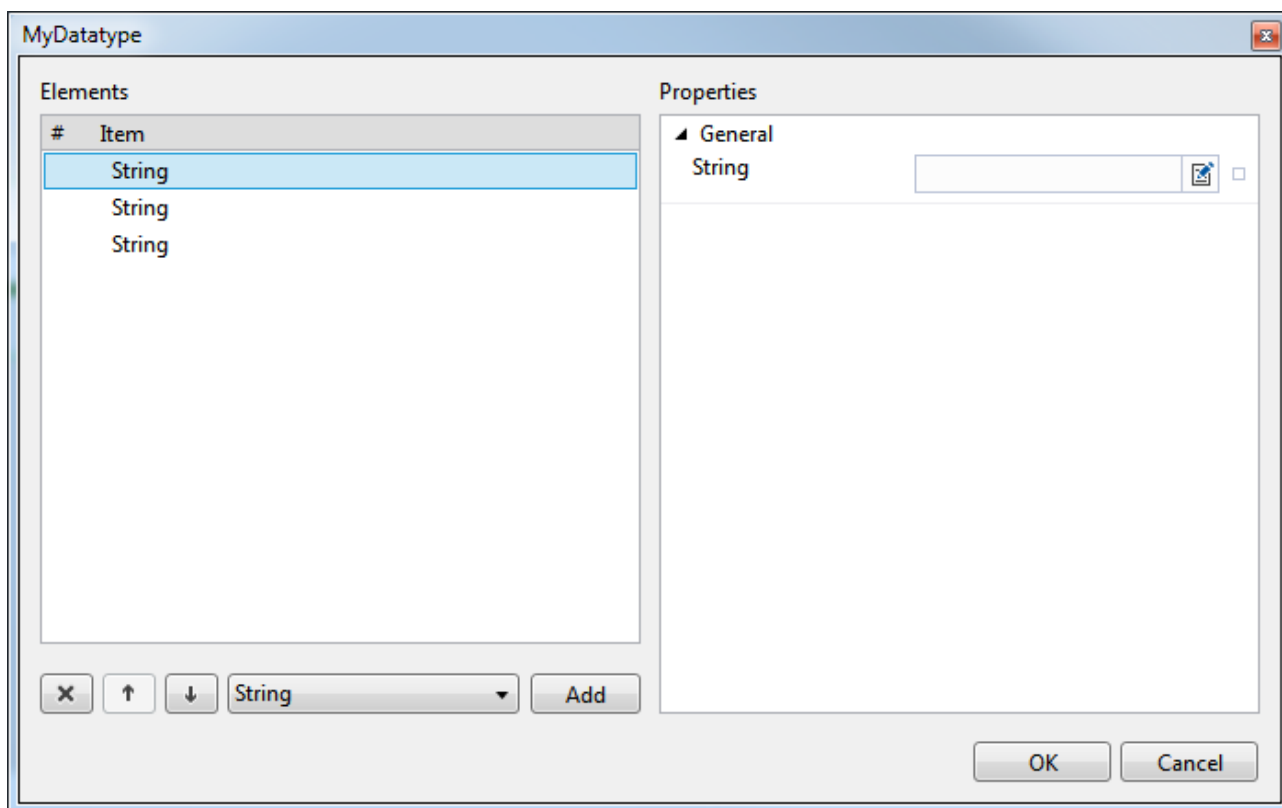 MyDatatype
Elements
# Item
String
String
String
String Add
Properties
General
String
OK Cancel